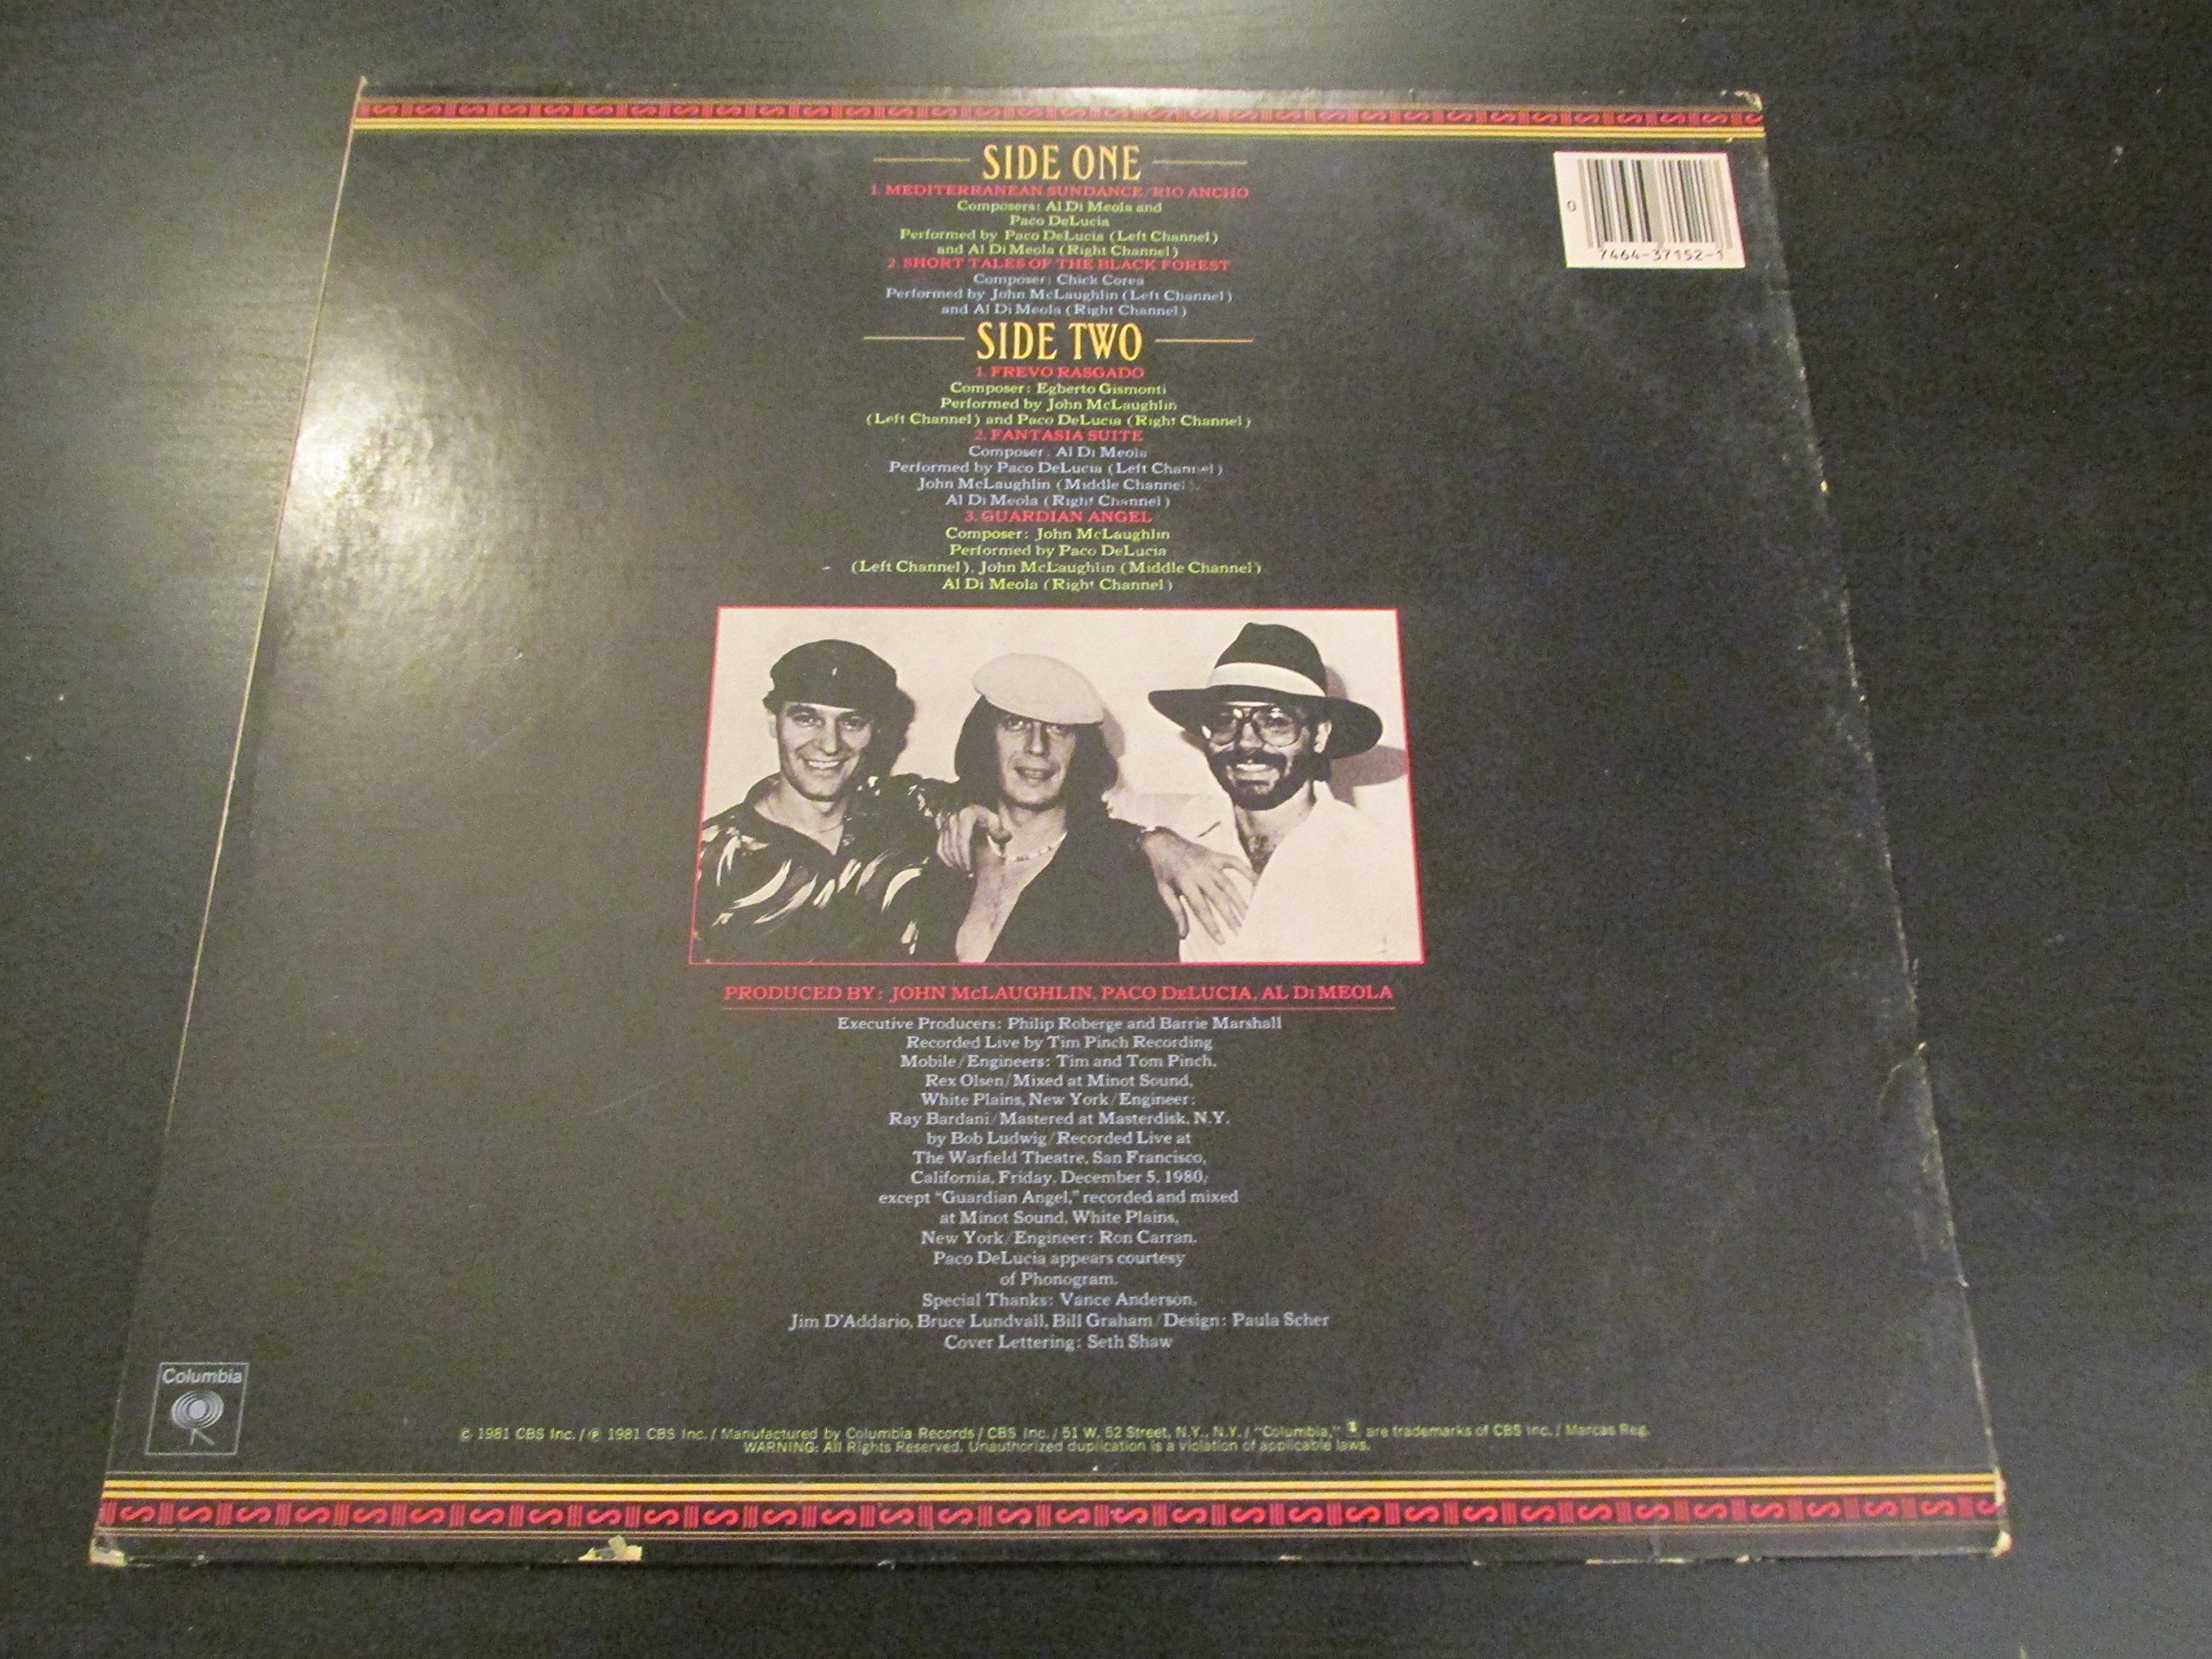 SIDE ONE
1. MEDITERRANEAN SUNDANCE/RIO ANCHO
Composers: Al Di Meola and
Paco DeLucia
Performed by Paco DeLucia (Left Channel)
and Al Di Meola (Right Channel)
2. SHORT TALES OF THE BLACK FOREST
Composer: Chick Corea
Performed by John McLaughlin (Left Channel)
and Al Di Meola (Right Channel)
SIDE TWO
1. FREVO RASGADO
Composer: Egberto Gismonti
Performed by John McLaughlin
(Left Channel) and Paco DeLucia (Right Channel)
2. FANTASIA SUITE
Composer: Al Di Meola
Performed by Paco DeLucia (Left Channel)
John McLaughlin (Middle Channel),
Al Di Meola (Right Channel)
3. GUARDIAN ANGEL
Composer: John McLaughlin
Performed by Paco DeLucia
(Left Channel), John McLaughlin (Middle Channel)
Al Di Meola (Right Channel)
0 7464-37152-1
PRODUCED BY: JOHN McLAUGHLIN, PACO DeLUCIA, AL Di MEOLA
Executive Producers: Philip Roberge and Barrie Marshall
Recorded Live by Tim Pinch Recording
Mobile/Engineers: Tim and Tom Pinch,
Rex Olsen/Mixed at Minot Sound,
White Plains, New York/Engineer:
Ray Bardani/Mastered at Masterdisk, N.Y.
by Bob Ludwig/Recorded Live at
The Warfield Theatre, San Francisco,
California, Friday, December 5, 1980,
except "Guardian Angel," recorded and mixed
at Minot Sound, White Plains,
New York/Engineer: Ron Carran.
Paco DeLucia appears courtesy
of Phonogram.
Special Thanks: Vance Anderson,
Jim D'Addario, Bruce Lundvall, Bill Graham/Design: Paula Scher
Cover Lettering: Seth Shaw
Columbia
© 1981 CBS Inc. / ℗ 1981 CBS Inc. / Manufactured by Columbia Records / CBS Inc. / 51 W. 52 Street, N.Y., N.Y. / "Columbia," are trademarks of CBS Inc. / Marcas Reg.
WARNING: All Rights Reserved. Unauthorized duplication is a violation of applicable laws.